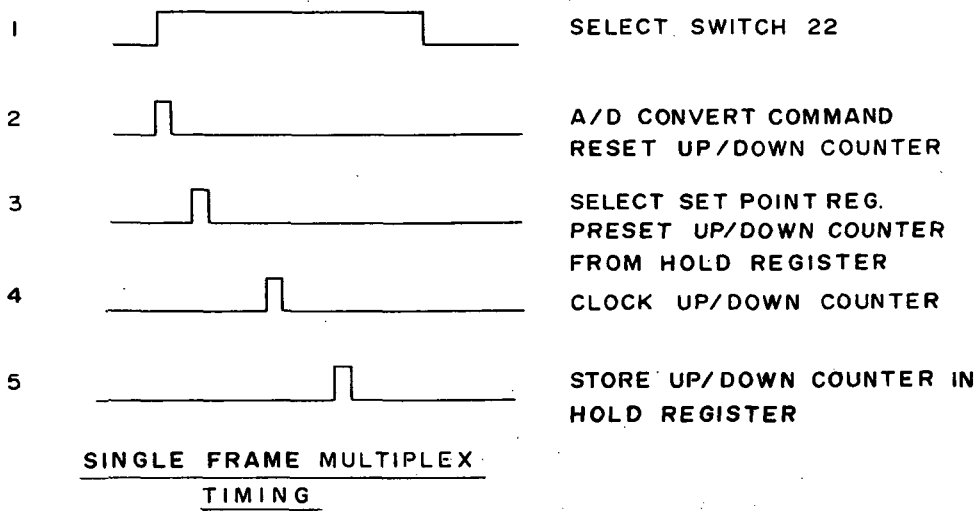 1 SELECT SWITCH 22
2 A/D CONVERT COMMAND
RESET UP/DOWN COUNTER
3 SELECT SET POINT REG.
PRESET UP/DOWN COUNTER
FROM HOLD REGISTER
4 CLOCK UP/DOWN COUNTER
5 STORE UP/DOWN COUNTER IN
HOLD REGISTER
SINGLE FRAME MULTIPLEX
TIMING